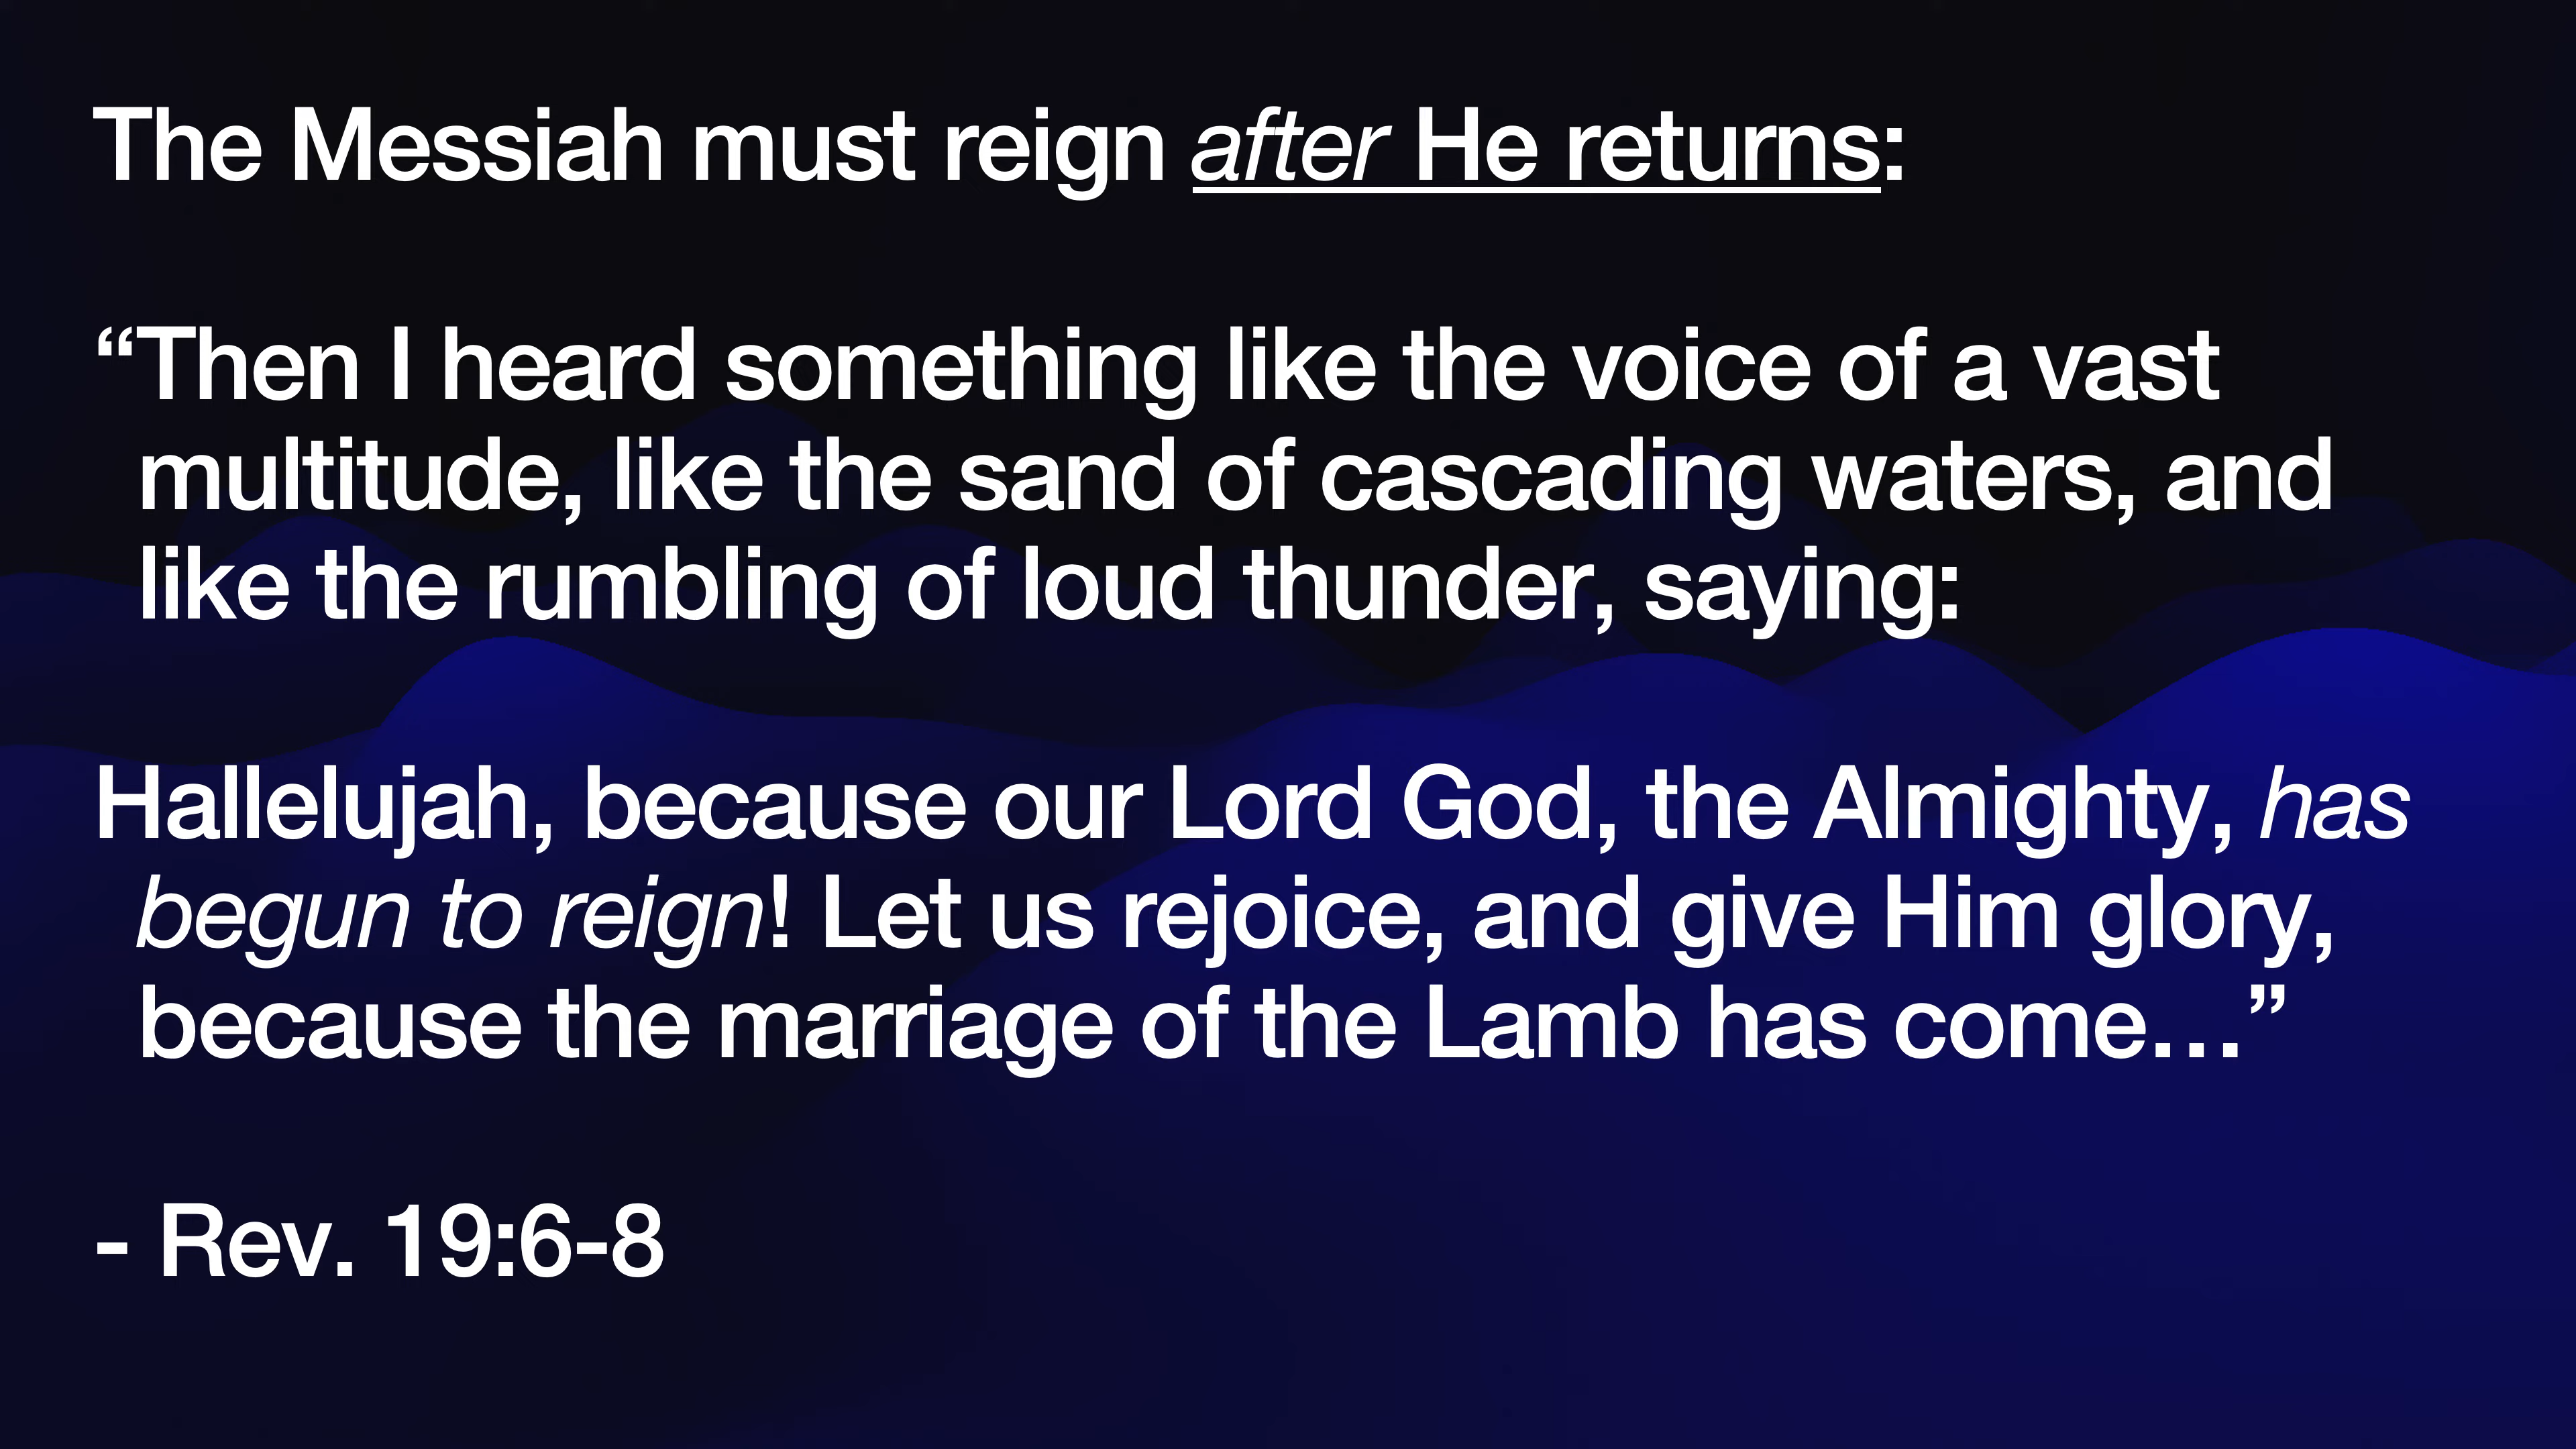 The Messiah must reign after He returns:
“Then I heard something like the voice of a vast
multitude, like the sand of cascading waters, and
like the rumbling of loud thunder, saying:
Hallelujah, because our Lord God, the Almighty, has
begun to reign! Let us rejoice, and give Him glory,
because the marriage of the Lamb has come…”
- Rev. 19:6-8